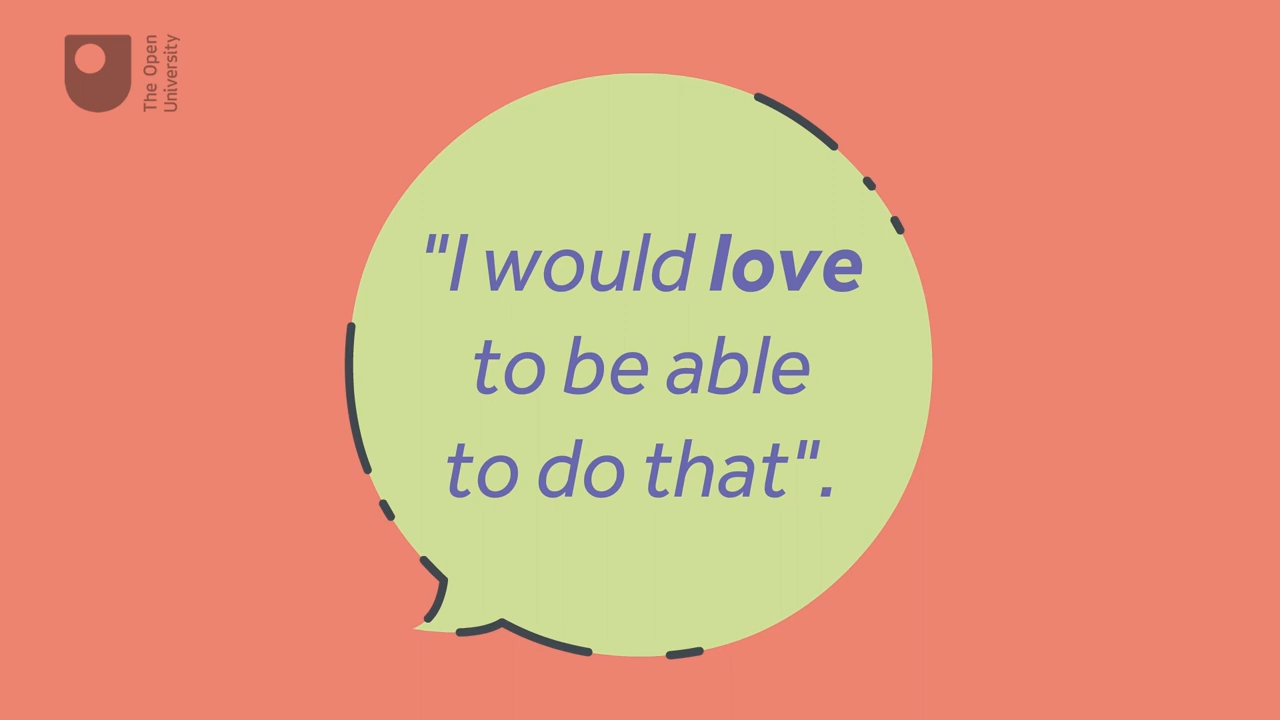 The Open
University
"I would love
to be able
to do that".